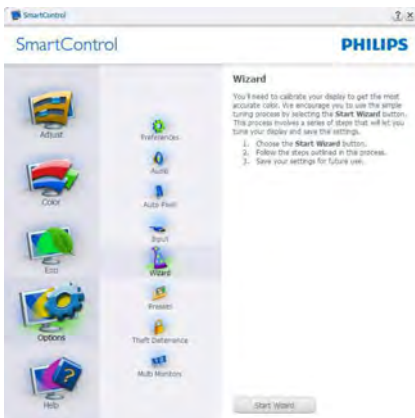 SmartControl
? ×
SmartControl
PHILIPS
Adjust
Color
Eco
Options
Help
Preferences
Audio
Auto Pixel
Input
Wizard
Presets
Theft Deterrence
Multi Monitors
Wizard
You'll need to calibrate your display to get the most
accurate color. We encourage you to use the simple
tuning process by selecting the Start Wizard button.
This process involves a series of steps that will let you
tune your display and save the settings.
1. Choose the Start Wizard button.
2. Follow the steps outlined in the process.
3. Save your settings for future use.
Start Wizard